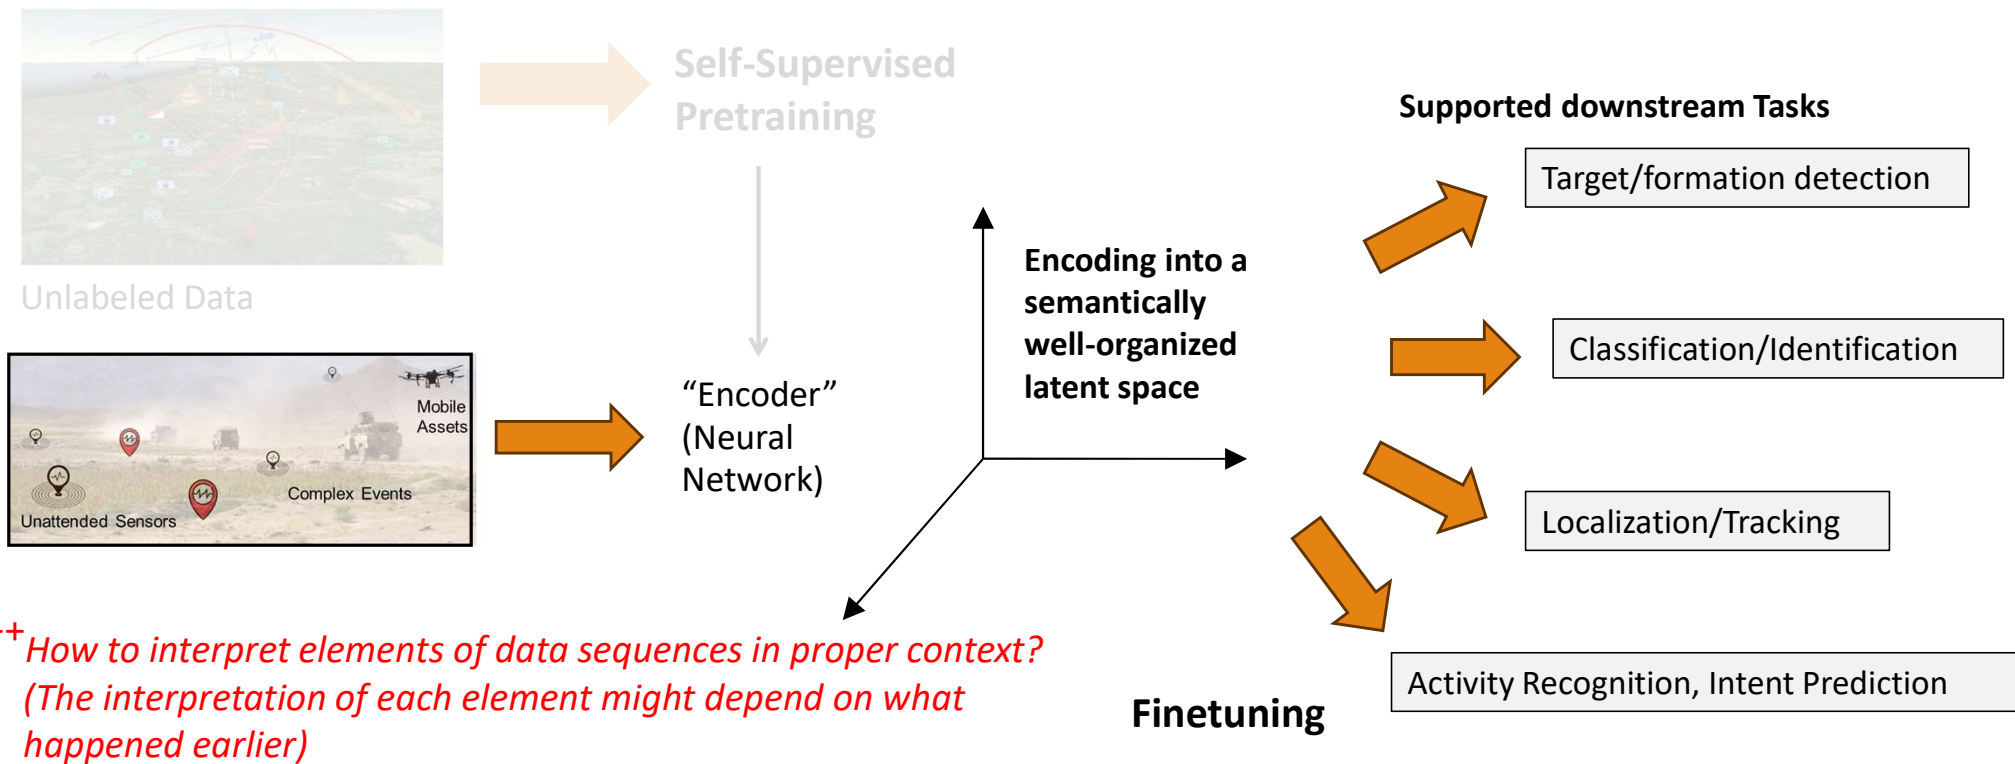 Self-Supervised
Pretraining
Unlabeled Data
Supported downstream Tasks
Target/formation detection
Encoding into a
semantically
well-organized
latent space
Classification/Identification
Mobile
Assets
Complex Events
Unattended Sensors
“Encoder”
(Neural
Network)
Localization/Tracking
++
How to interpret elements of data sequences in proper context?
(The interpretation of each element might depend on what
happened earlier)
Activity Recognition, Intent Prediction
Finetuning